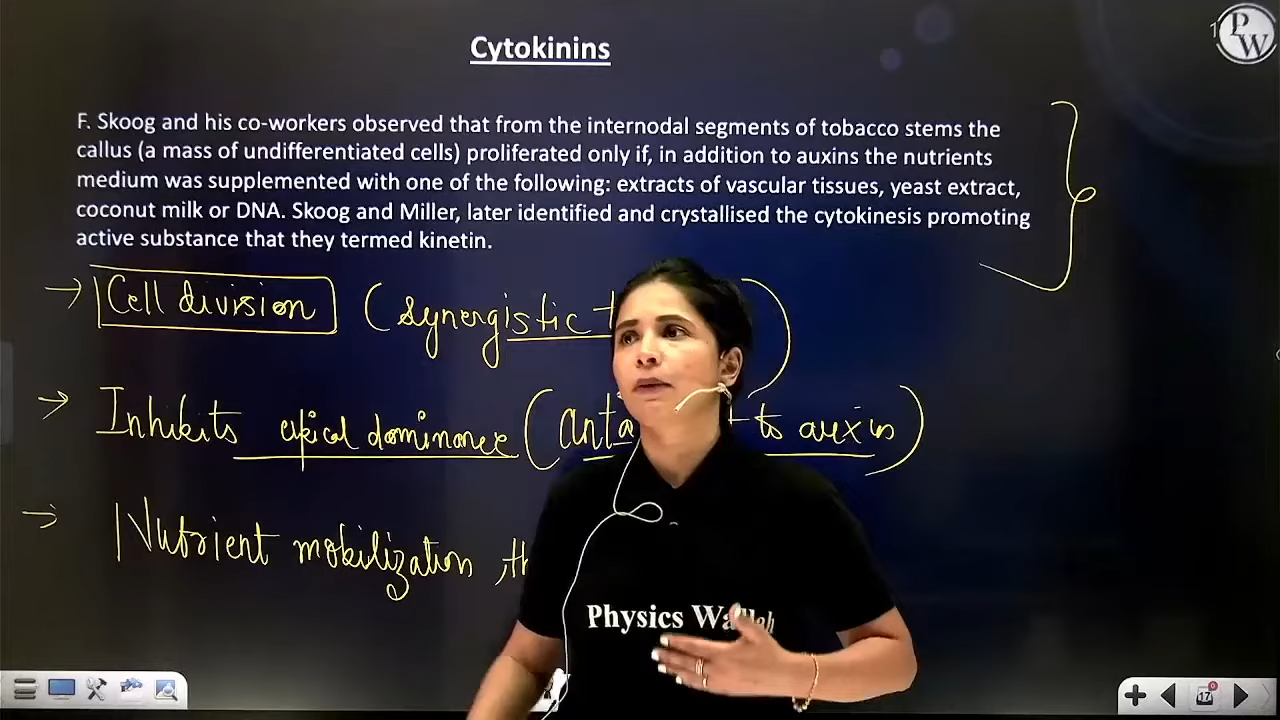 Cytokinins
PW
F. Skoog and his co-workers observed that from the internodal segments of tobacco stems the
callus (a mass of undifferentiated cells) proliferated only if, in addition to auxins the nutrients
medium was supplemented with one of the following: extracts of vascular tissues, yeast extract,
coconut milk or DNA. Skoog and Miller, later identified and crystallised the cytokinesis promoting
active substance that they termed kinetin.
→ Cell division (synergistic )
→ Inhibits apical dominance ( to auxin)
→ Nutrient mobilization,
Physics Wallah
17